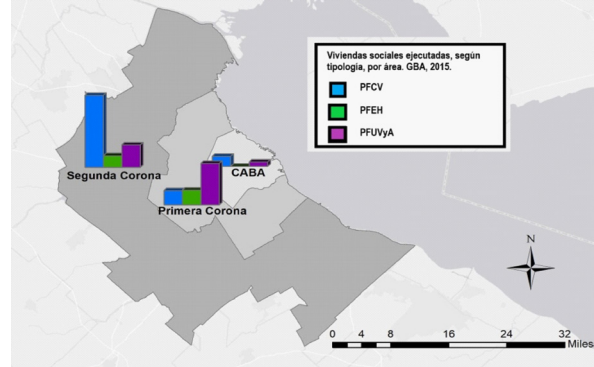 Viviendas sociales ejecutadas, según
tipología, por área. GBA, 2015.
PFCV
PFEH
PFUVyA
Segunda Corona
CABA
Primera Corona
N
0 4 8 16 24 32
Miles